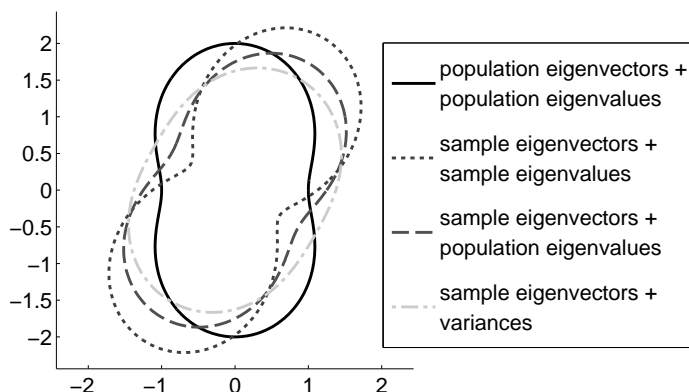 2
1.5
1
0.5
0
−0.5
−1
−1.5
−2
−2 −1 0 1 2
population eigenvectors +
population eigenvalues
sample eigenvectors +
sample eigenvalues
sample eigenvectors +
population eigenvalues
sample eigenvectors +
variances